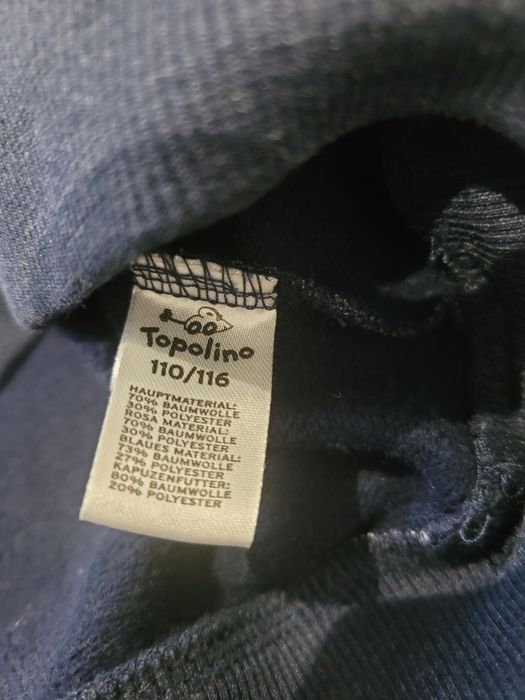 Topolino
110/116
HAUPTMATERIAL:
70% BAUMWOLLE
30% POLYESTER
ROSA MATERIAL:
70% BAUMWOLLE
30% POLYESTER
BLAUES MATERIAL:
73% BAUMWOLLE
27% POLYESTER
KAPUZENFUTTER:
80% BAUMWOLLE
20% POLYESTER